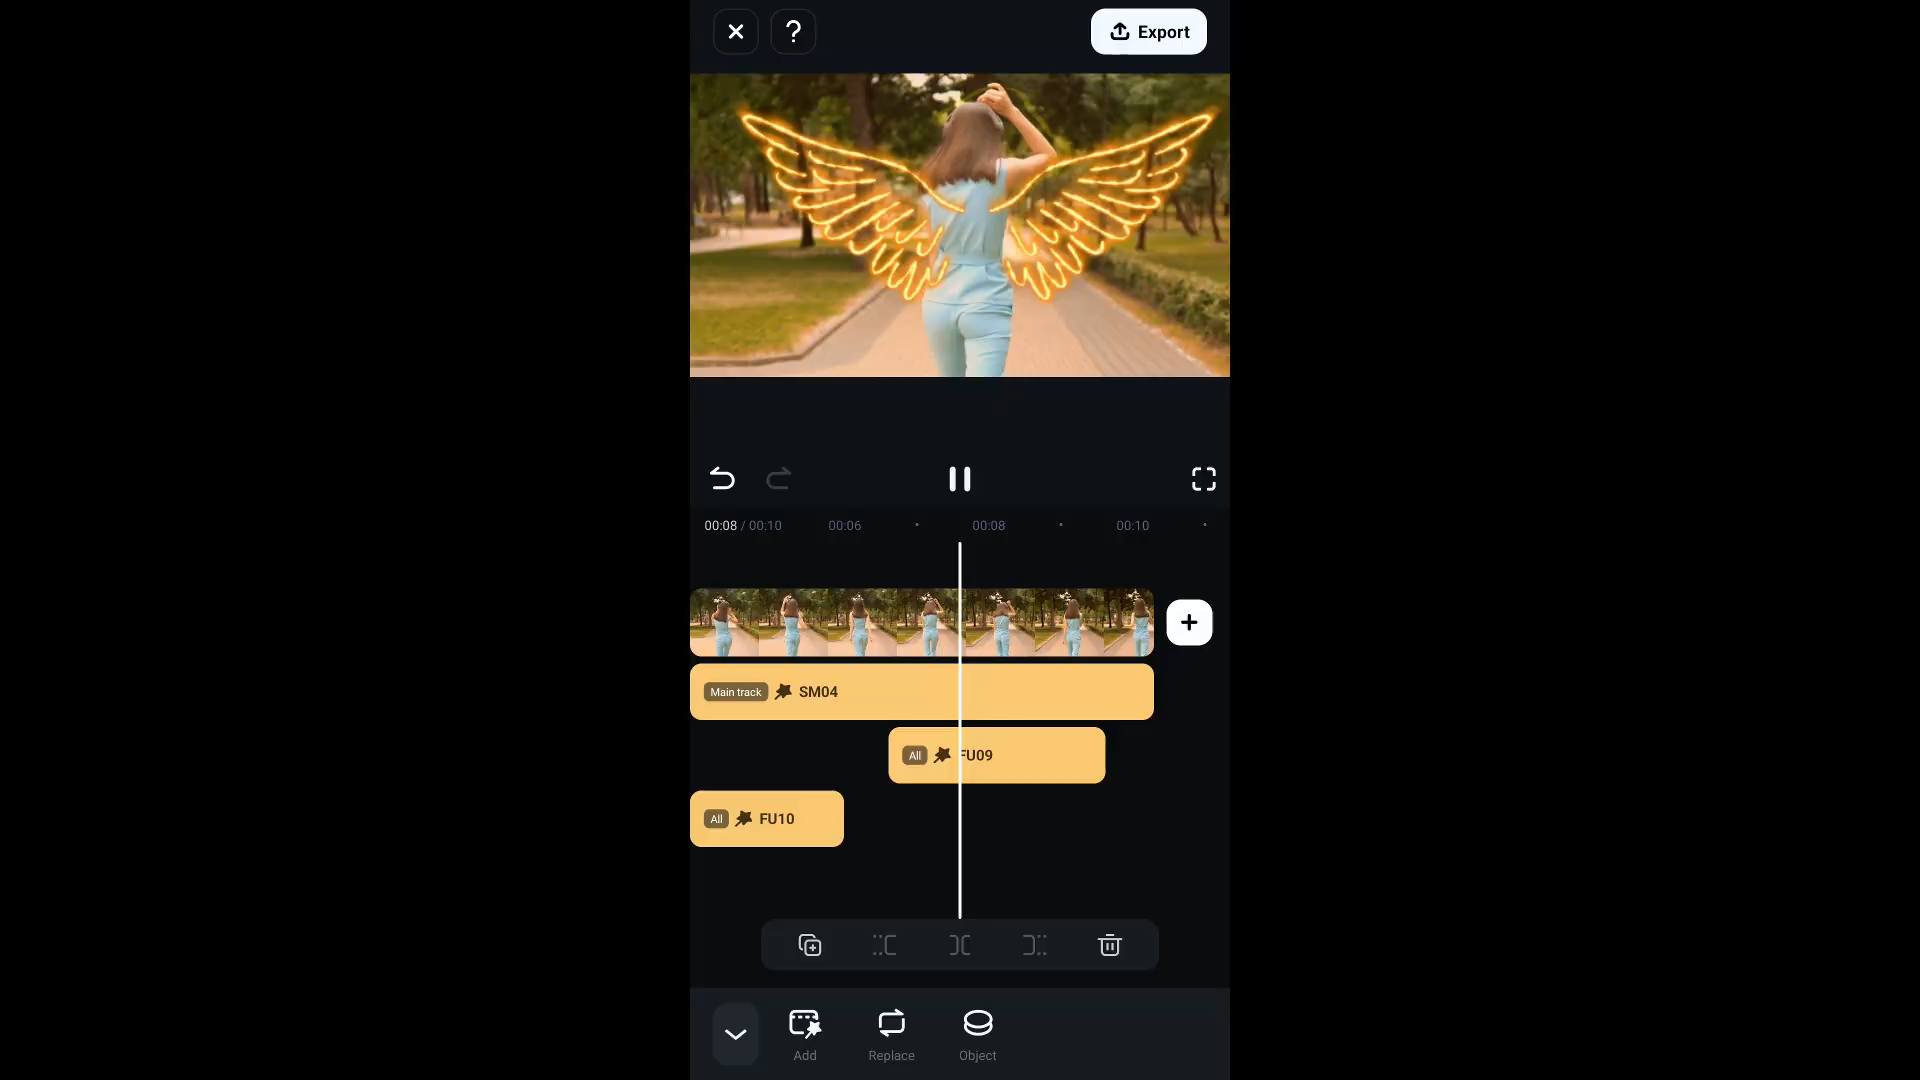 Export
00:08 / 00:10 00:06 00:08 00:10
Main track SM04
All FU09
All FU10
Add Replace Object